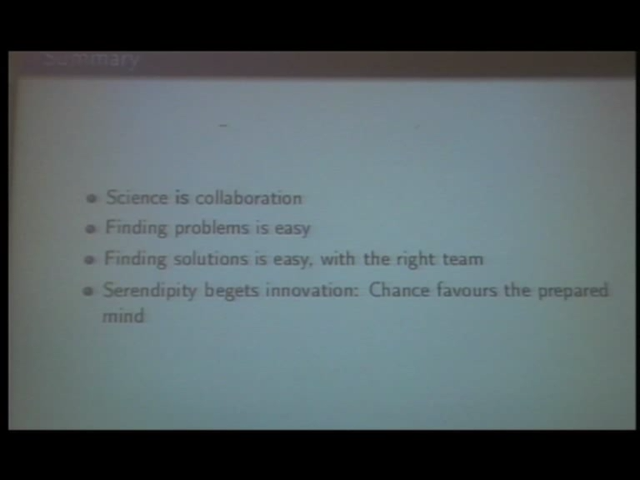 Summary
Science is collaboration
Finding problems is easy
Finding solutions is easy, with the right team
Serendipity begets innovation: Chance favours the prepared
mind